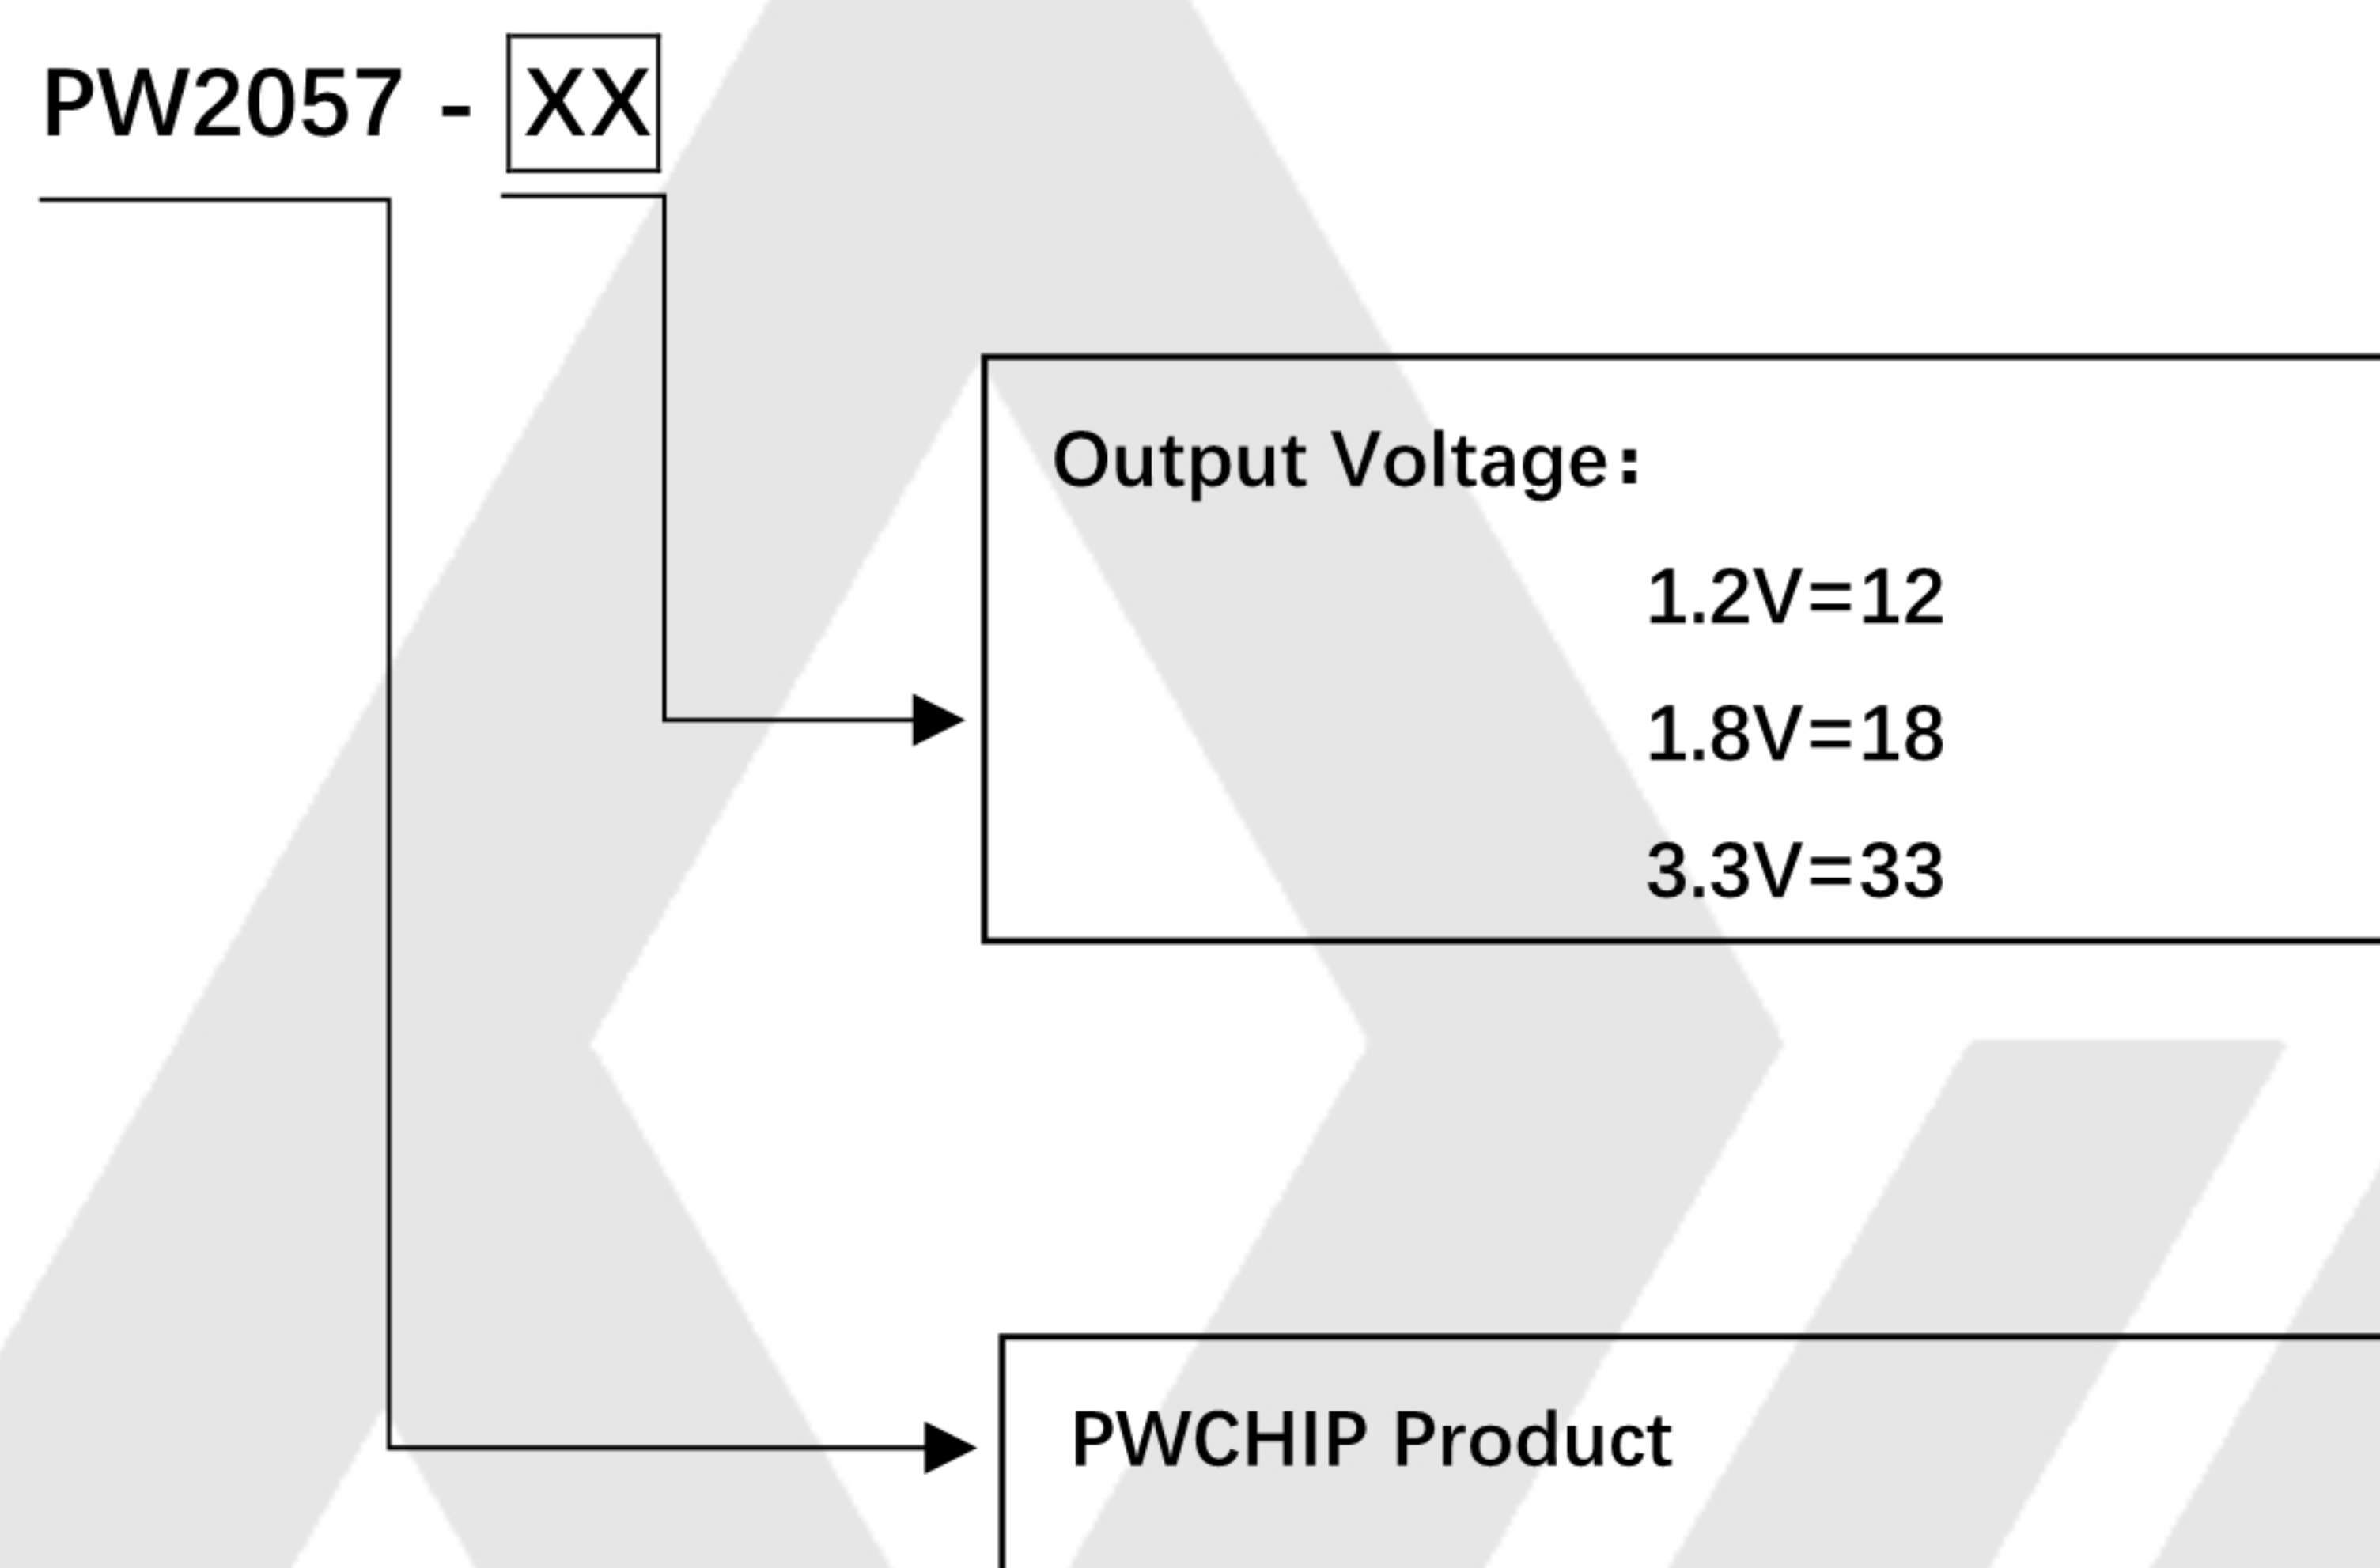 PW2057 - XX
Output Voltage:
1.2V=12
1.8V=18
3.3V=33
PWCHIP Product